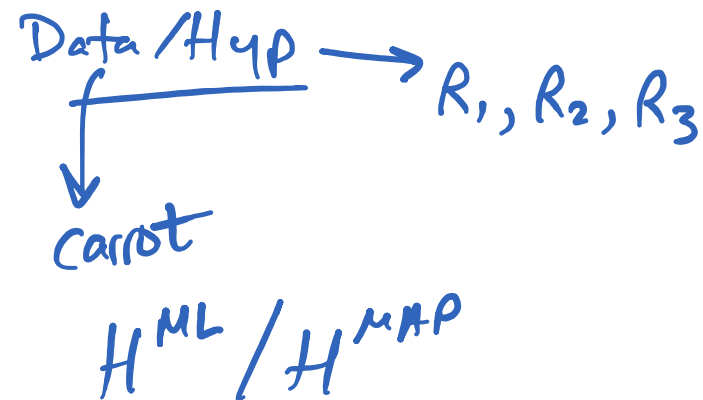 Data / Hyp → R₁, R₂, R₃
carrot
H^ML / H^MAP